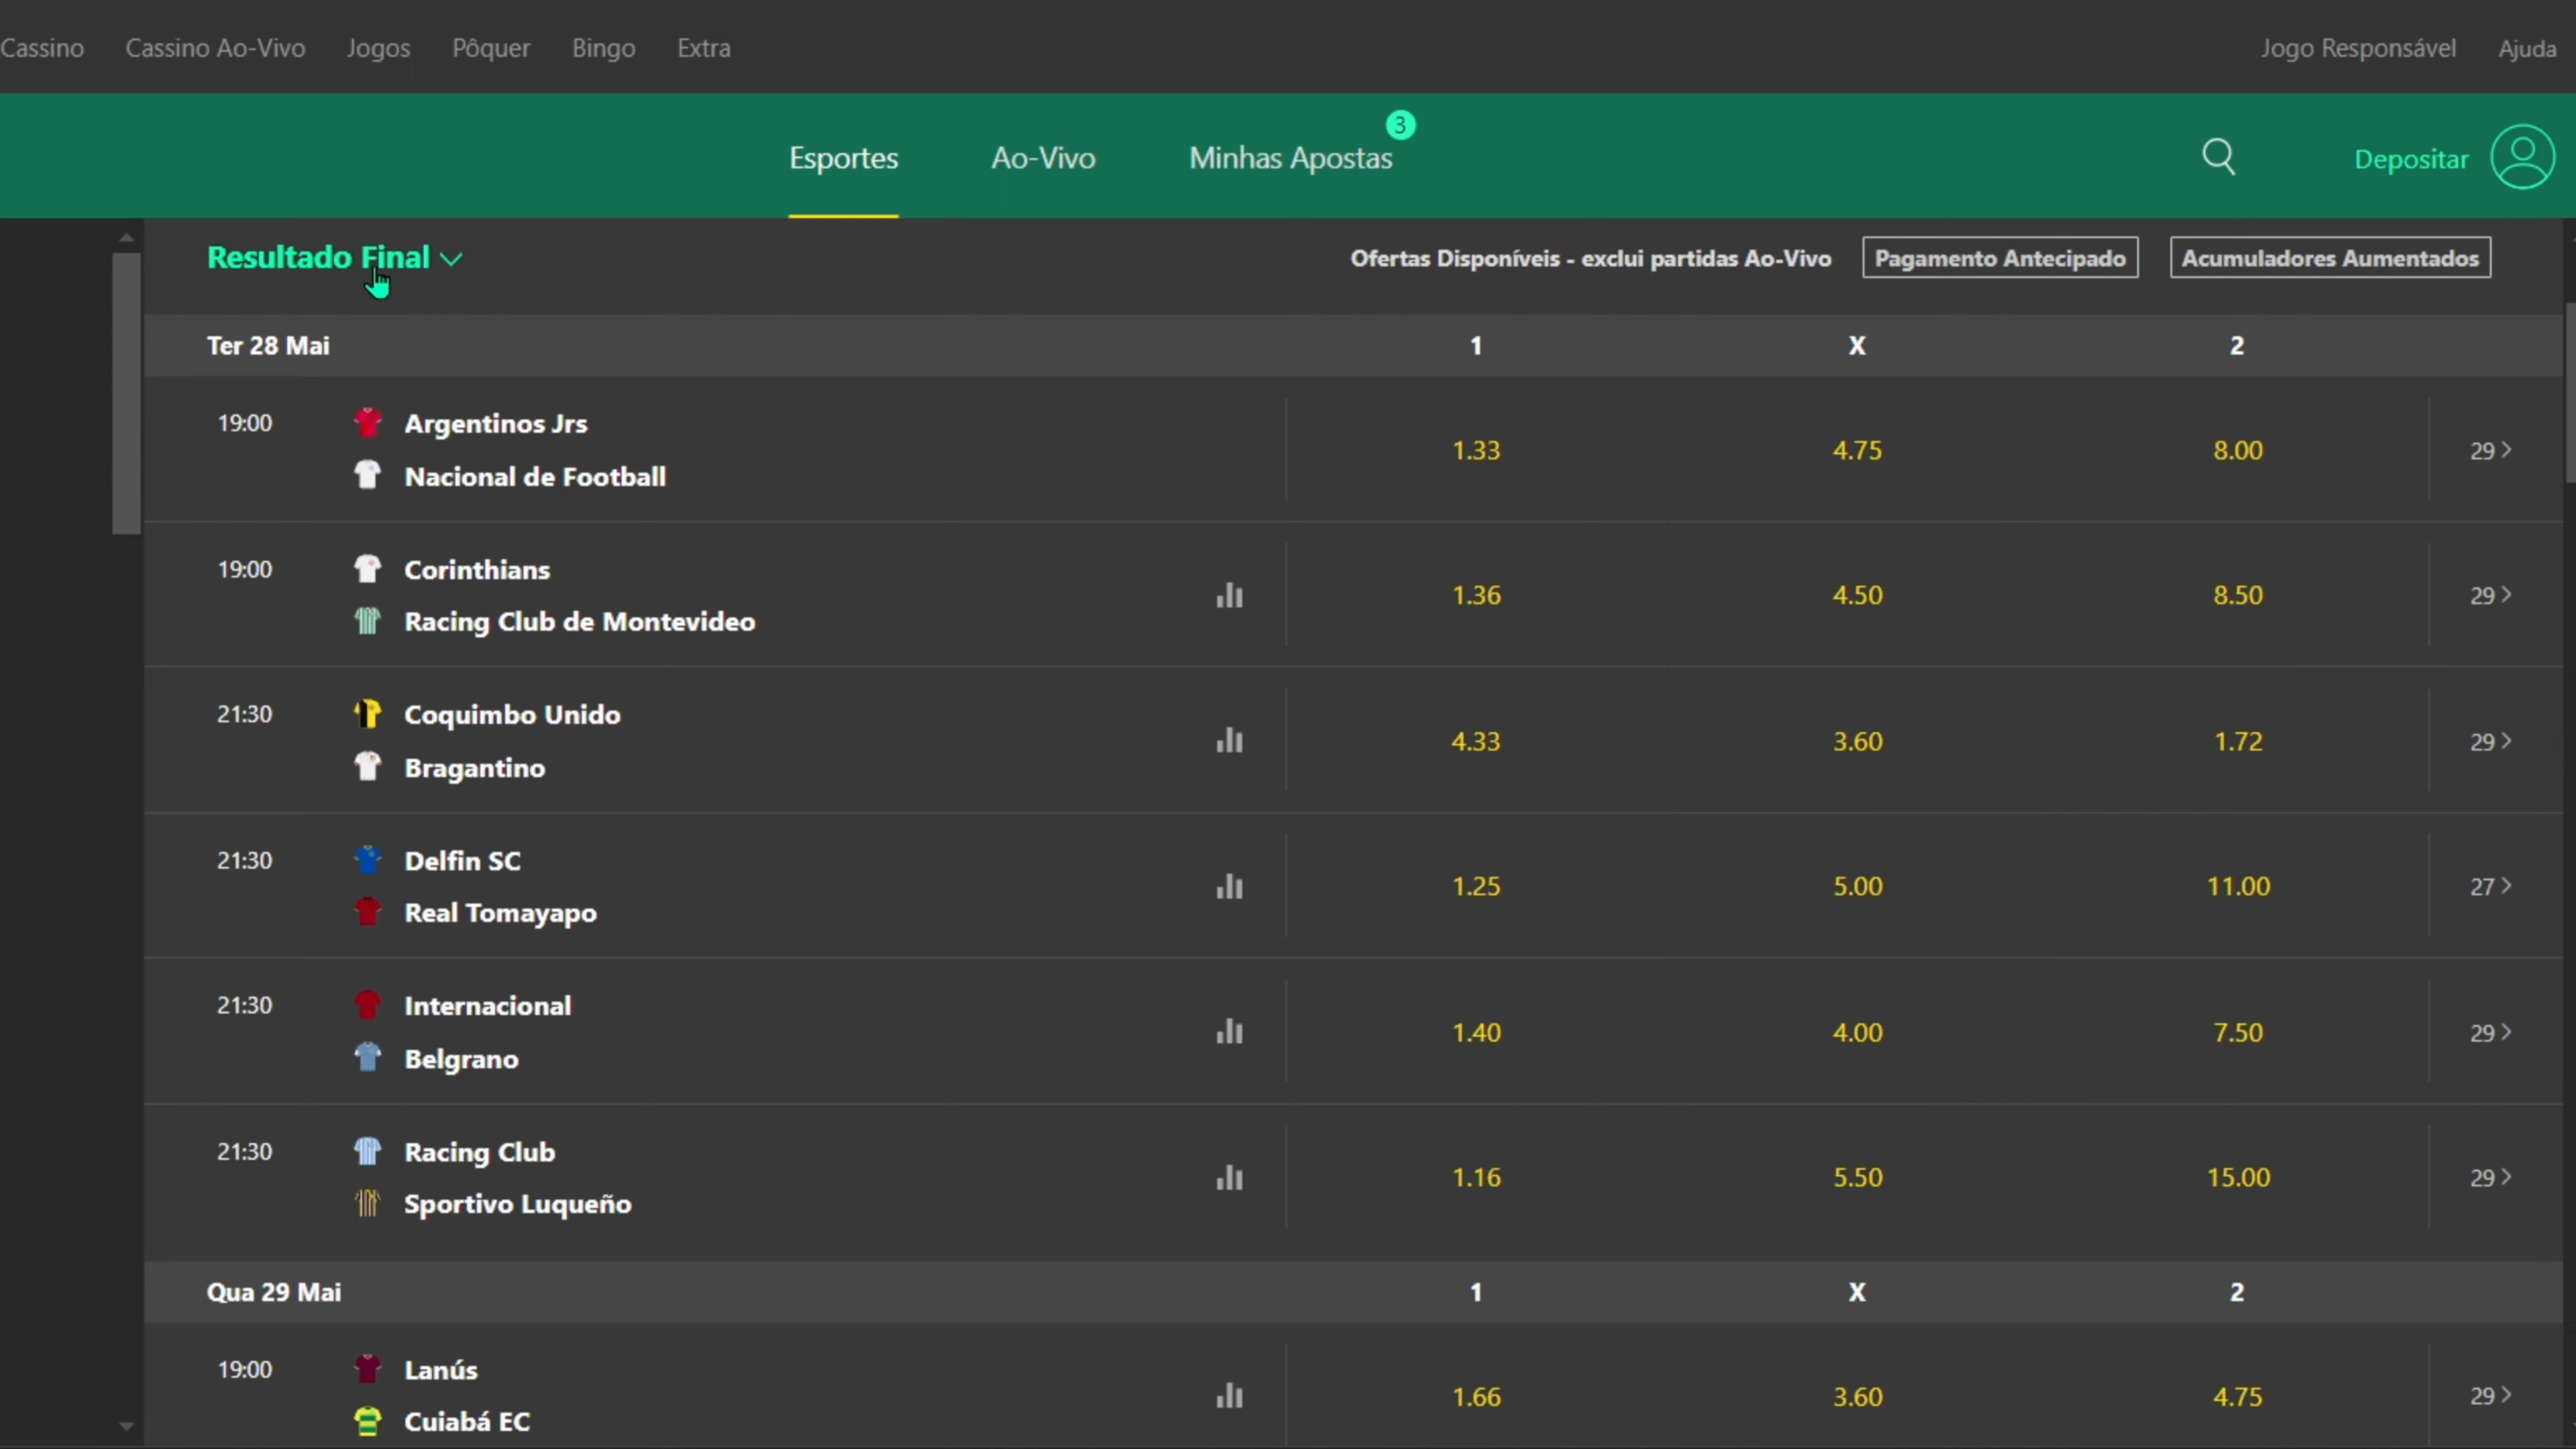 Cassino Cassino Ao-Vivo Jogos Pôquer Bingo Extra Jogo Responsável Ajuda
3
Esportes Ao-Vivo Minhas Apostas Depositar
Resultado Final Ofertas Disponíveis - exclui partidas Ao-Vivo Pagamento Antecipado Acumuladores Aumentados
Ter 28 Mai 1 X 2
19:00 Argentinos Jrs
Nacional de Football
1.33 4.75 8.00 29
19:00 Corinthians
Racing Club de Montevideo
1.36 4.50 8.50 29
21:30 Coquimbo Unido
Bragantino
4.33 3.60 1.72 29
21:30 Delfin SC
Real Tomayapo
1.25 5.00 11.00 27
21:30 Internacional
Belgrano
1.40 4.00 7.50 29
21:30 Racing Club
Sportivo Luqueño
1.16 5.50 15.00 29
Qua 29 Mai 1 X 2
19:00 Lanús
Cuiabá EC
1.66 3.60 4.75 29